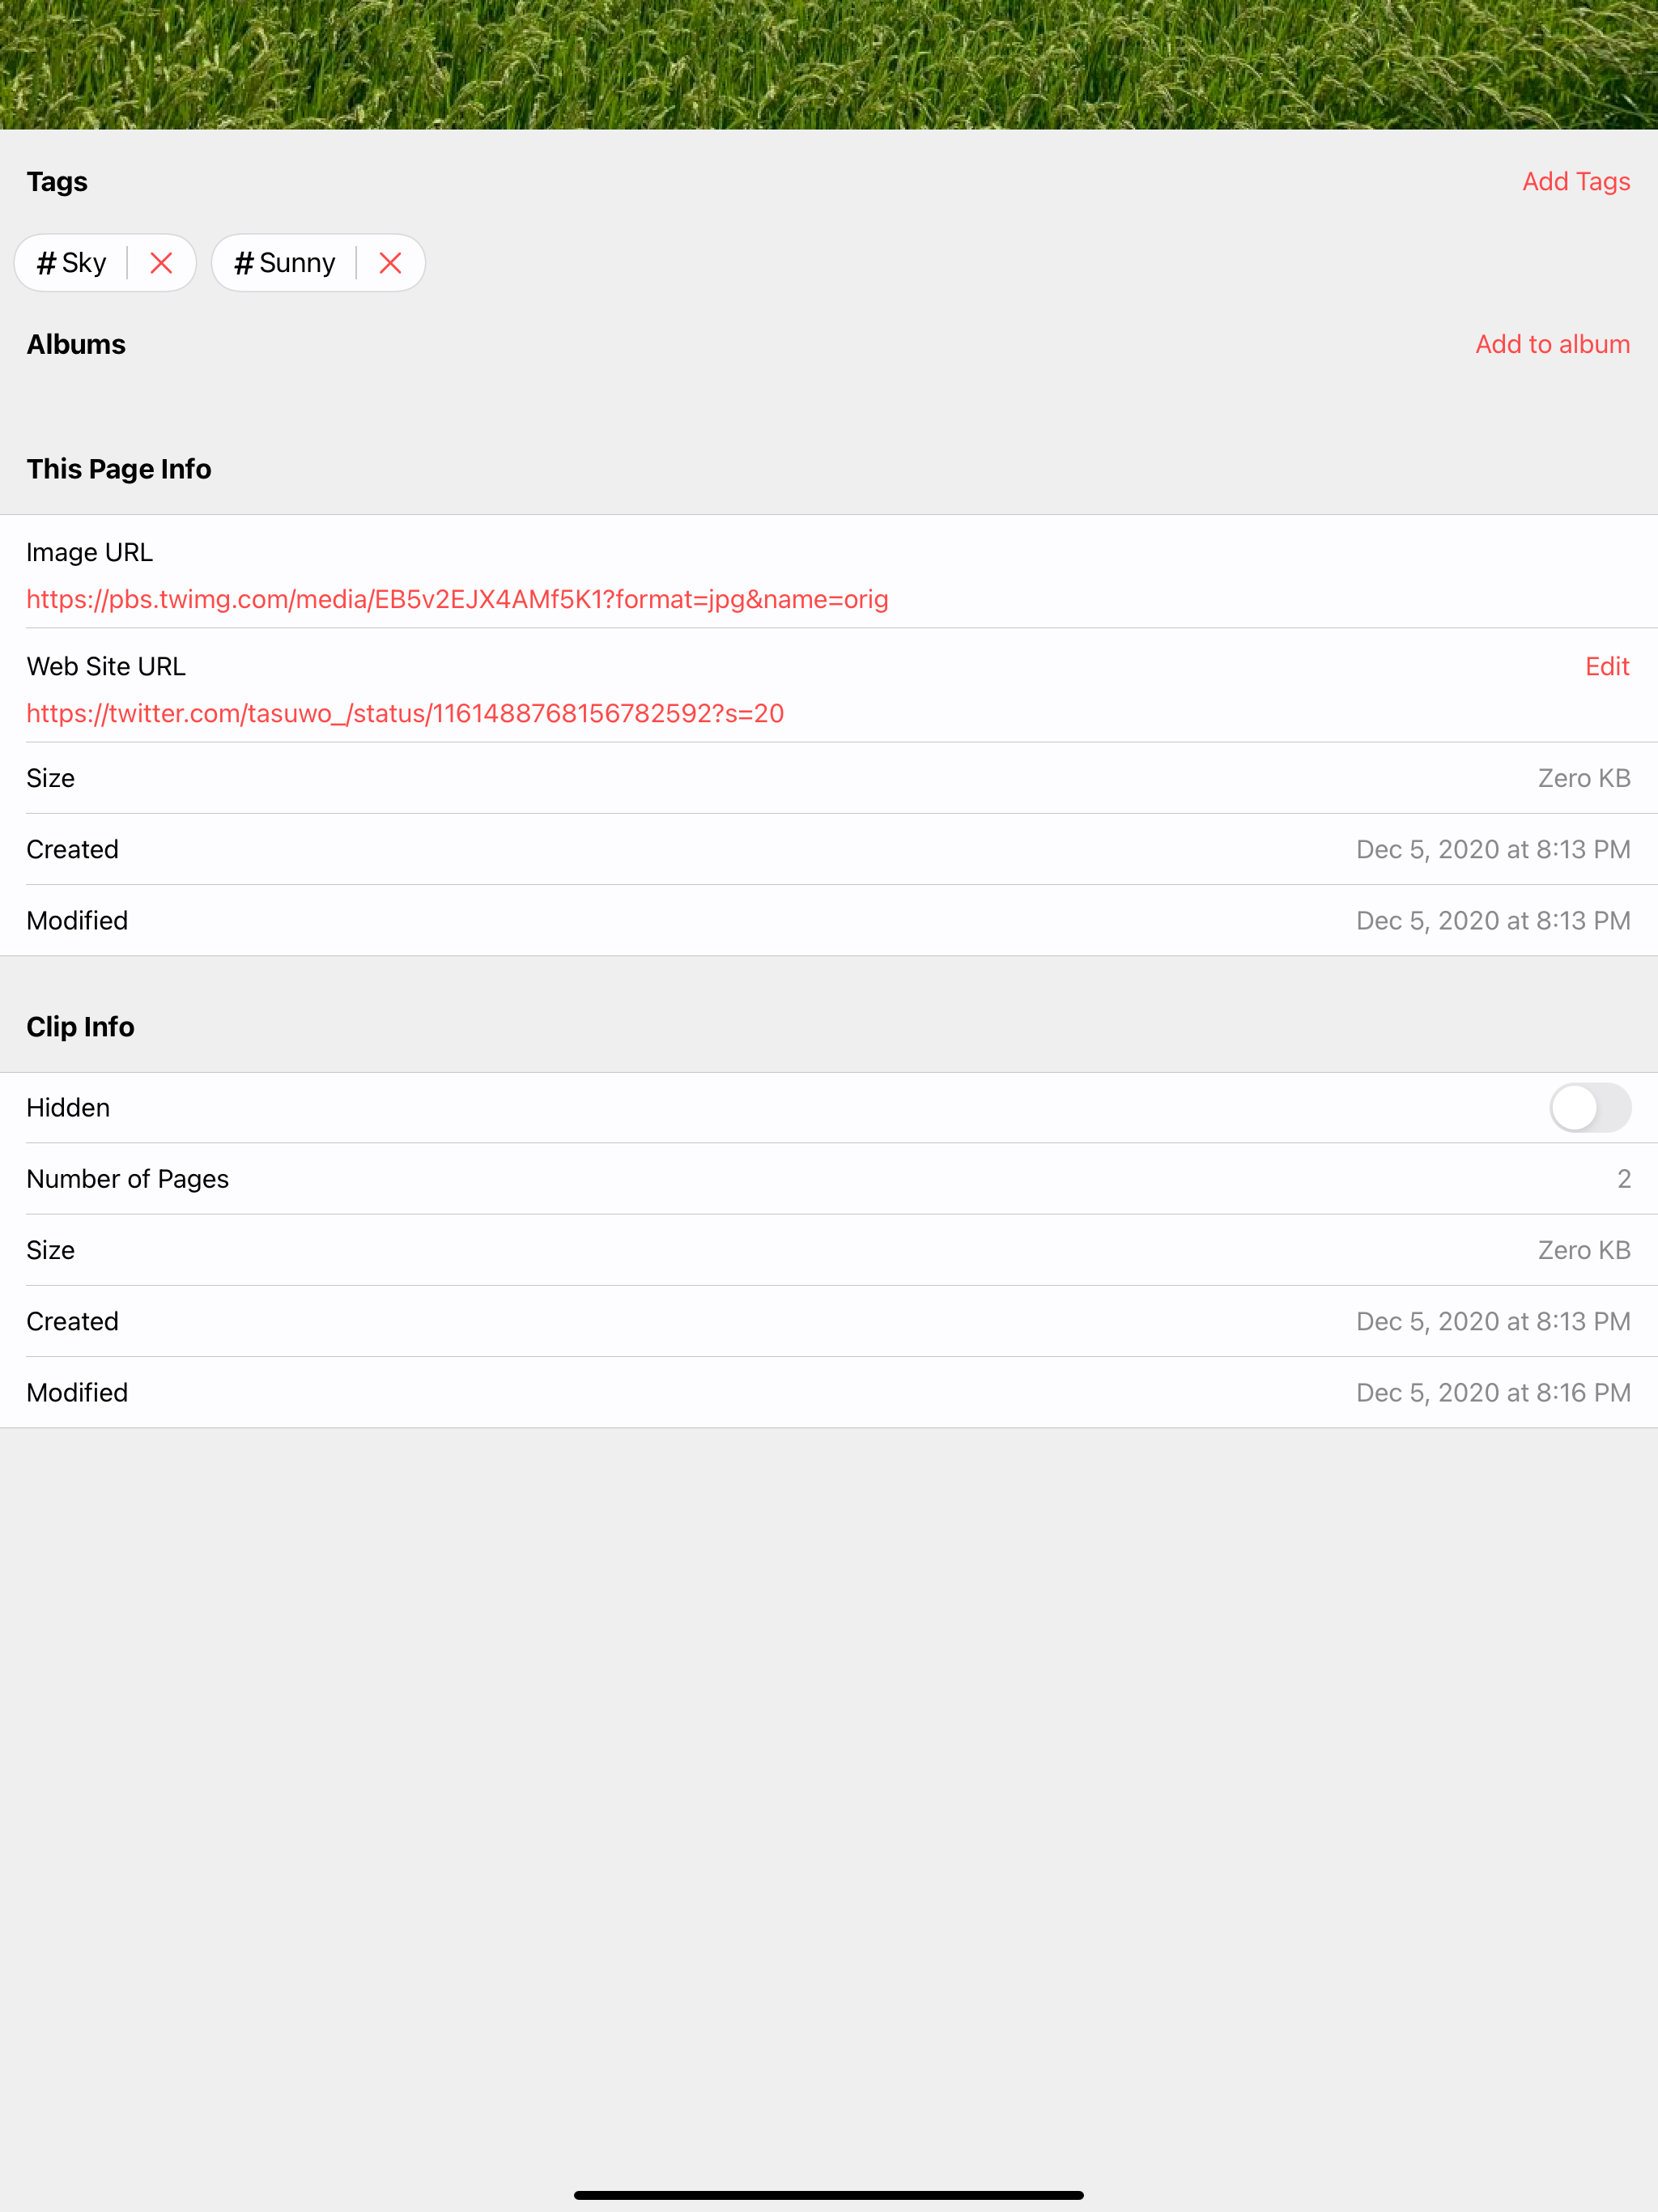 Tags
Add Tags
# Sky
# Sunny
Albums
Add to album
This Page Info
Image URL
https://pbs.twimg.com/media/EB5v2EJX4AMf5K1?format=jpg&name=orig
Web Site URL
Edit
https://twitter.com/tasuwo_/status/1161488768156782592?s=20
Size
Zero KB
Created
Dec 5, 2020 at 8:13 PM
Modified
Dec 5, 2020 at 8:13 PM
Clip Info
Hidden
Number of Pages
2
Size
Zero KB
Created
Dec 5, 2020 at 8:13 PM
Modified
Dec 5, 2020 at 8:16 PM